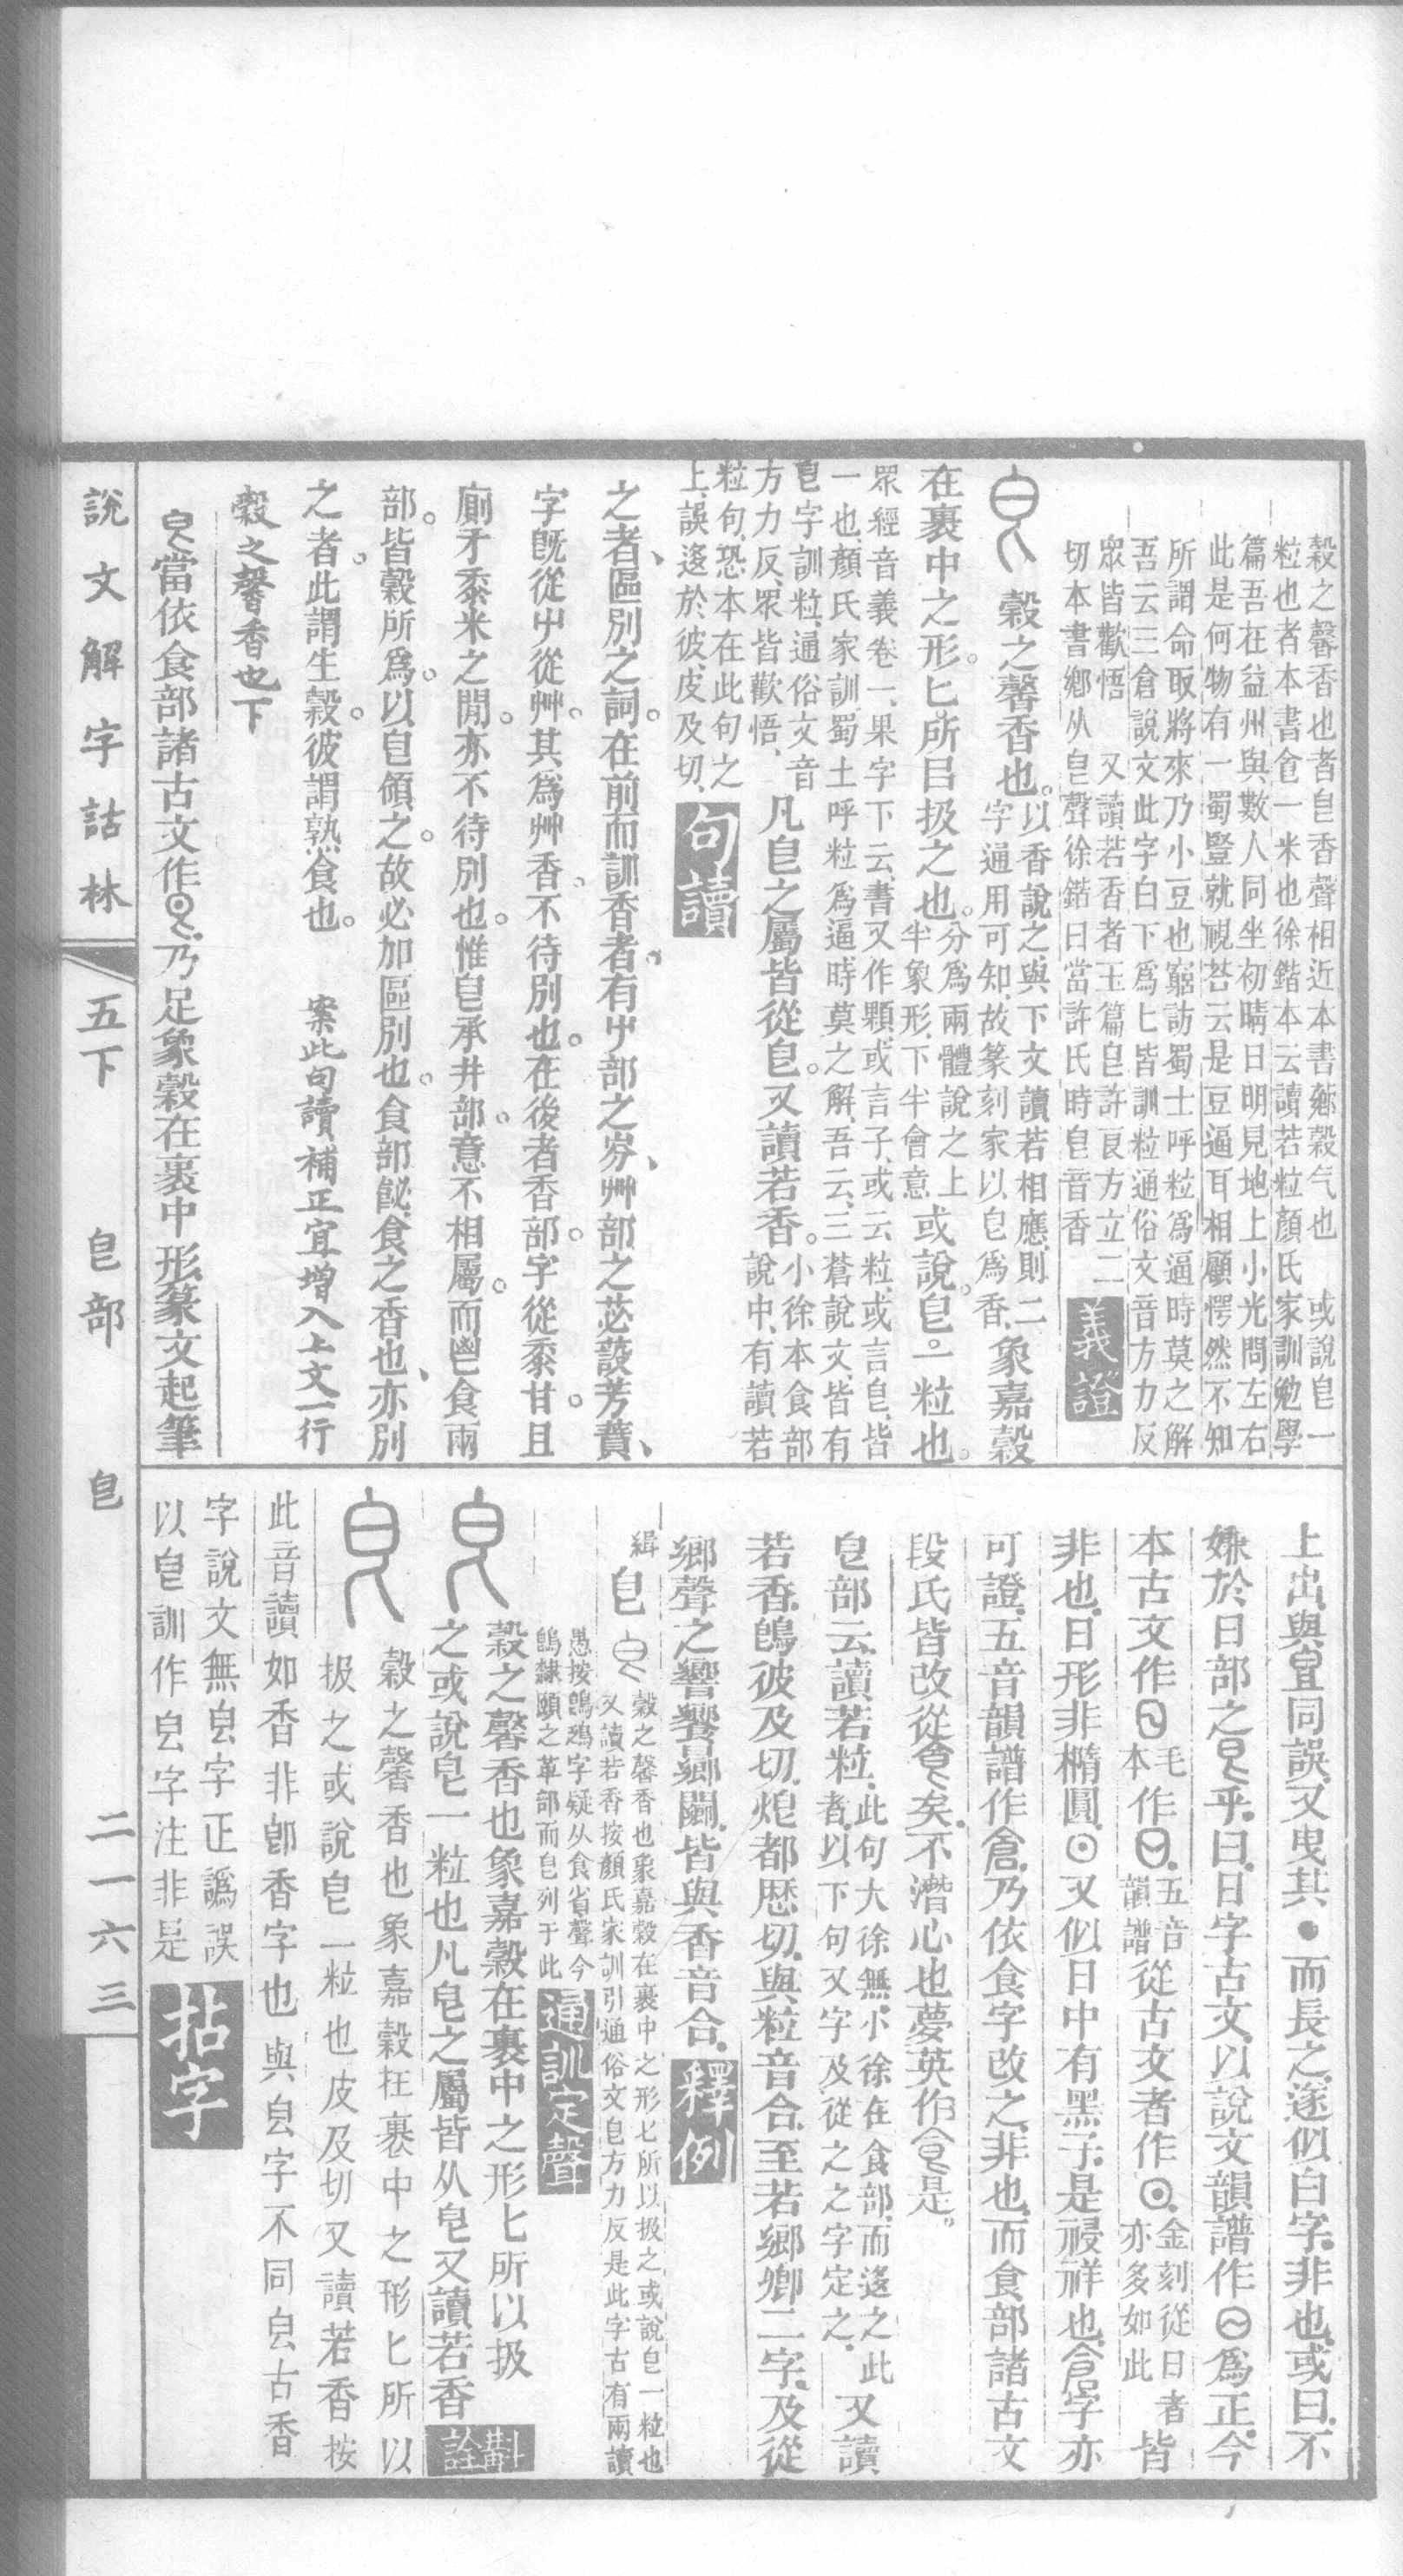 穀之馨香也者皀香聲相近本書薌穀气也　或說皀一
粒也者本書食一米也徐鍇本云讀若粒顏氏家訓勉學
篇吾在益州與數人同坐初晴日明見地上小光問左右
此是何物有一蜀豎就視荅云是豆逼耳相顧愕然不知
所謂命取將來乃小豆也窮訪蜀士呼粒爲逼時莫之解
吾云三倉說文此字白下爲匕皆訓粒通俗文音方力反
眾皆歡悟　又讀若香者玉篇皀許良方立二
切本書鄉从皀聲徐鍇曰當許氏時皀音香
義證
穀之馨香也。以香說之、與下文讀若相應、則二
字通用可知、故篆刻家以皀爲香、
象嘉穀
在裹中之形。匕。所㠯扱之也。分爲兩體說之上
半象形、下半會意
或說。皀。一粒也。
眾經音義卷一、果字下云、書又作顆、或言子、或云粒、或言皀、皆
一也、顏氏家訓、蜀士呼粒爲逼、時莫之解、吾云、三蒼說文、皆有
皀字訓粒、通俗文音
方力反、眾皆歡悟、
凡皀之屬皆從皀。又讀若香。小徐本食部
說中、有讀若
粒句、恐本在此句之
上、誤迻於彼、皮及切、
句讀
之者、區別之詞。在前而訓香者、有屮部之芬、艸部之苾蔎芳蕡、
字旣從屮從艸、其爲艸香、不待別也。在後者香部。字從黍甘。且
廁于黍米之閒。亦不待別也。惟皀承井部。意不相屬。而鬯食兩
部。皆穀所爲。以皀領之。故必加區別也。食部飶、食之香也、亦別
之者。此謂生穀。彼謂熟食也。　案此句讀補正宜增入上文一行
穀之馨香也下
當依食部諸古文作乃足象穀在裹中形、篆文起筆
上出、與同誤、又曳其●而長之、遂似白字、非也、或曰、不
嫌於日部之乎、曰、日字古文、以說文韻譜作爲正、今
本古文作毛
本作五音
韻譜從古文者作⊙、金刻從日者
亦多如此皆
非也、日形非橢圓、⊙又似日中有黑子、是祲祥也、字亦
可證、五音韻譜作、乃依食字改之、非也、而食部諸古文
段氏皆改從矣、不潛心也、夢英作是。
皀部云、讀若粒、此句大徐無、小徐在食部、而迻之此
者、以下句又字及從之之字定之、
又讀
若香、鵖彼及切、炮都歴切、與粒音合、至若鄉卿二字、及從
鄉聲之響饗曏闀、皆與香音合、
釋例
緝
皀　穀之馨香也象嘉穀在裹中之形匕所以扱之或說皀一粒也
又讀若香按顏氏家訓引通俗文皀方力反是此字古有兩讀
愚按鵖鴔字疑从食省聲今
鵖隸頤之革部而皀列于此
通訓定聲
穀之馨香也象嘉穀在裹中之形匕所以扱
之或說皀一粒也凡皀之屬皆从皀又讀若香
斠詮
穀之馨香也象嘉穀在裹中之形匕所以
扱之或說皀一粒也皮及切又讀若香按
此音讀如香非卽香字也與㿝字不同㿝古香
字說文無㿝字正譌誤
以皀訓作㿝字注非是
拈字
說文解字詁林　五下　皀部　皀　二一六三